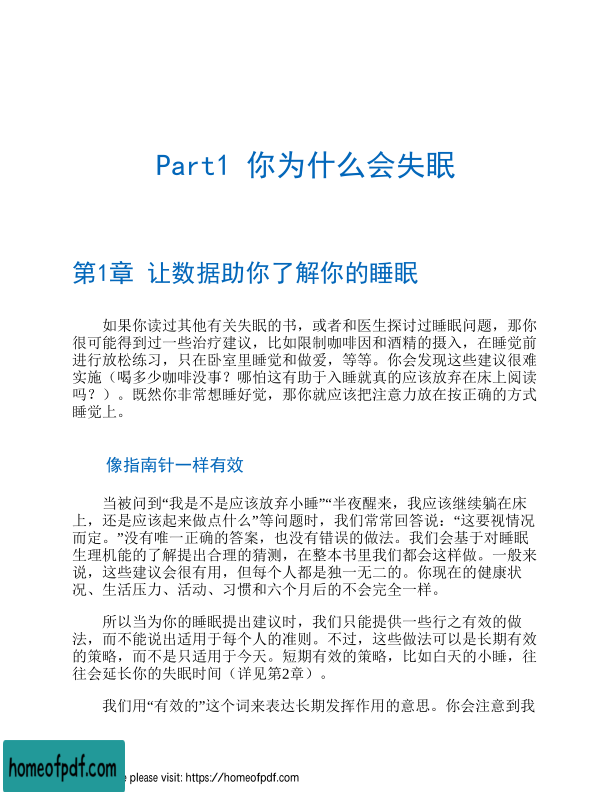 Part1 你为什么会失眠
第1章 让数据助你了解你的睡眠
如果你读过其他有关失眠的书，或者和医生探讨过睡眠问题，那你
很可能得到过一些治疗建议，比如限制咖啡因和酒精的摄入，在睡觉前
进行放松练习，只在卧室里睡觉和做爱，等等。你会发现这些建议很难
实施（喝多少咖啡没事？哪怕这有助于入睡就真的应该放弃在床上阅读
吗？）。既然你非常想睡好觉，那你就应该把注意力放在按正确的方式
睡觉上。
像指南针一样有效
当被问到“我是不是应该放弃小睡”“半夜醒来，我应该继续躺在床
上，还是应该起来做点什么”等问题时，我们常常回答说：“这要视情况
而定。”没有唯一正确的答案，也没有错误的做法。我们会基于对睡眠
生理机能的了解提出合理的猜测，在整本书里我们都会这样做。一般来
说，这些建议会很有用，但每个人都是独一无二的。你现在的健康状
况、生活压力、活动、习惯和六个月后的不会完全一样。
所以当为你的睡眠提出建议时，我们只能提供一些行之有效的做
法，而不能说出适用于每个人的准则。不过，这些做法可以是长期有效
的策略，而不是只适用于今天。短期有效的策略，比如白天的小睡，往
往会延长你的失眠时间（详见第2章）。
我们用“有效的”这个词来表达长期发挥作用的意思。你会注意到我
homeofpdf.com
please visit: https://homeofpdf.com